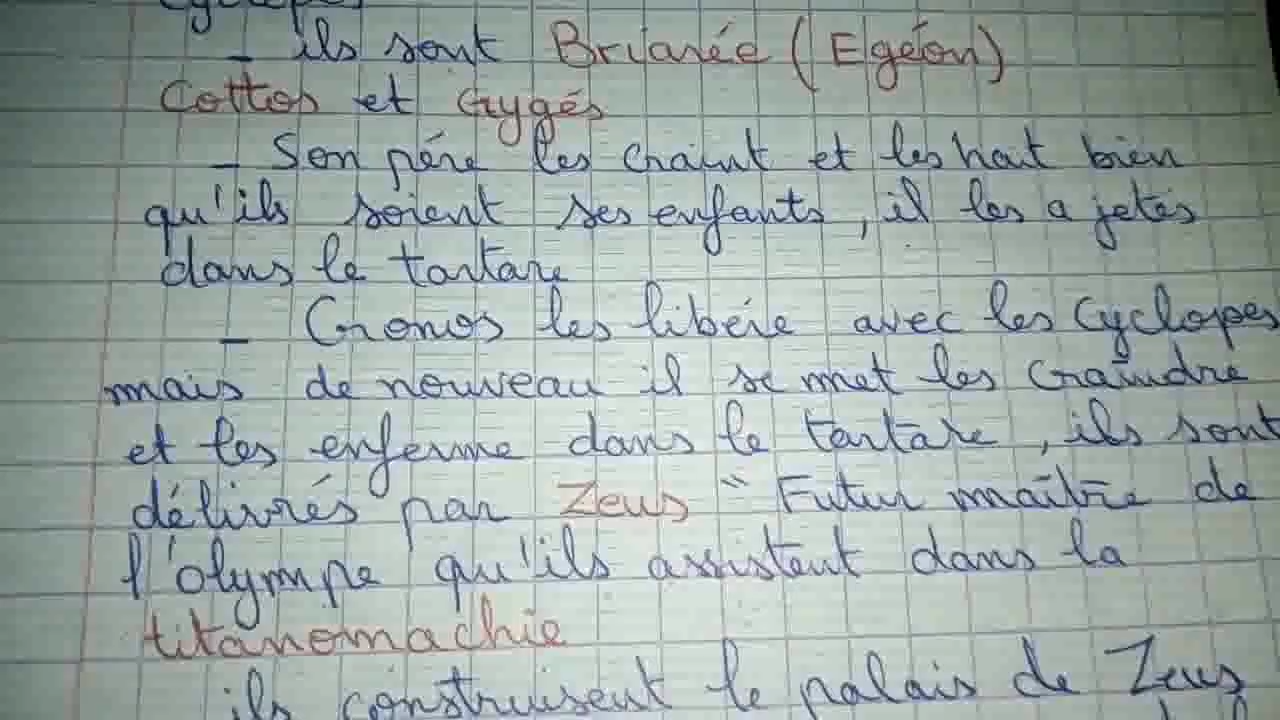 Cyclopes
- ils sont Briarée (Egéon)
Cottos et Gygés
- Son pére les craint et les hait bien
qu'ils soient ses enfants, il les a jetés
dans le tartare
- Cronos les libére avec les Cyclopes
mais de nouveau il se met les craindre
et les enferme dans le tartare, ils sont
délivrés par Zeus " Futur maître de
l'olympe qu'ils assistent dans la
titanomachie
ils construisent le palais de Zeus